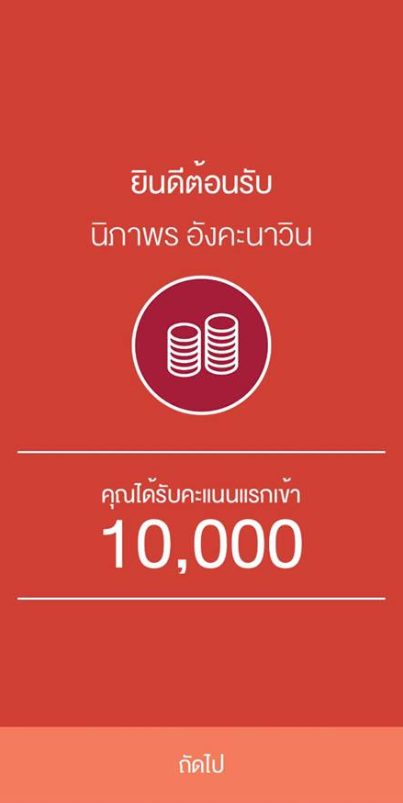 ยินดีต้อนรับ
นิภาพร อังคะนาวิน
คุณได้รับคะแนนแรกเข้า
10,000
ถัดไป